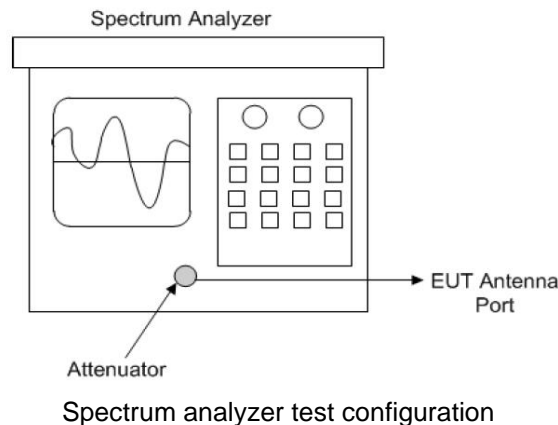 Spectrum Analyzer
EUT Antenna
Port
Attenuator
Spectrum analyzer test configuration